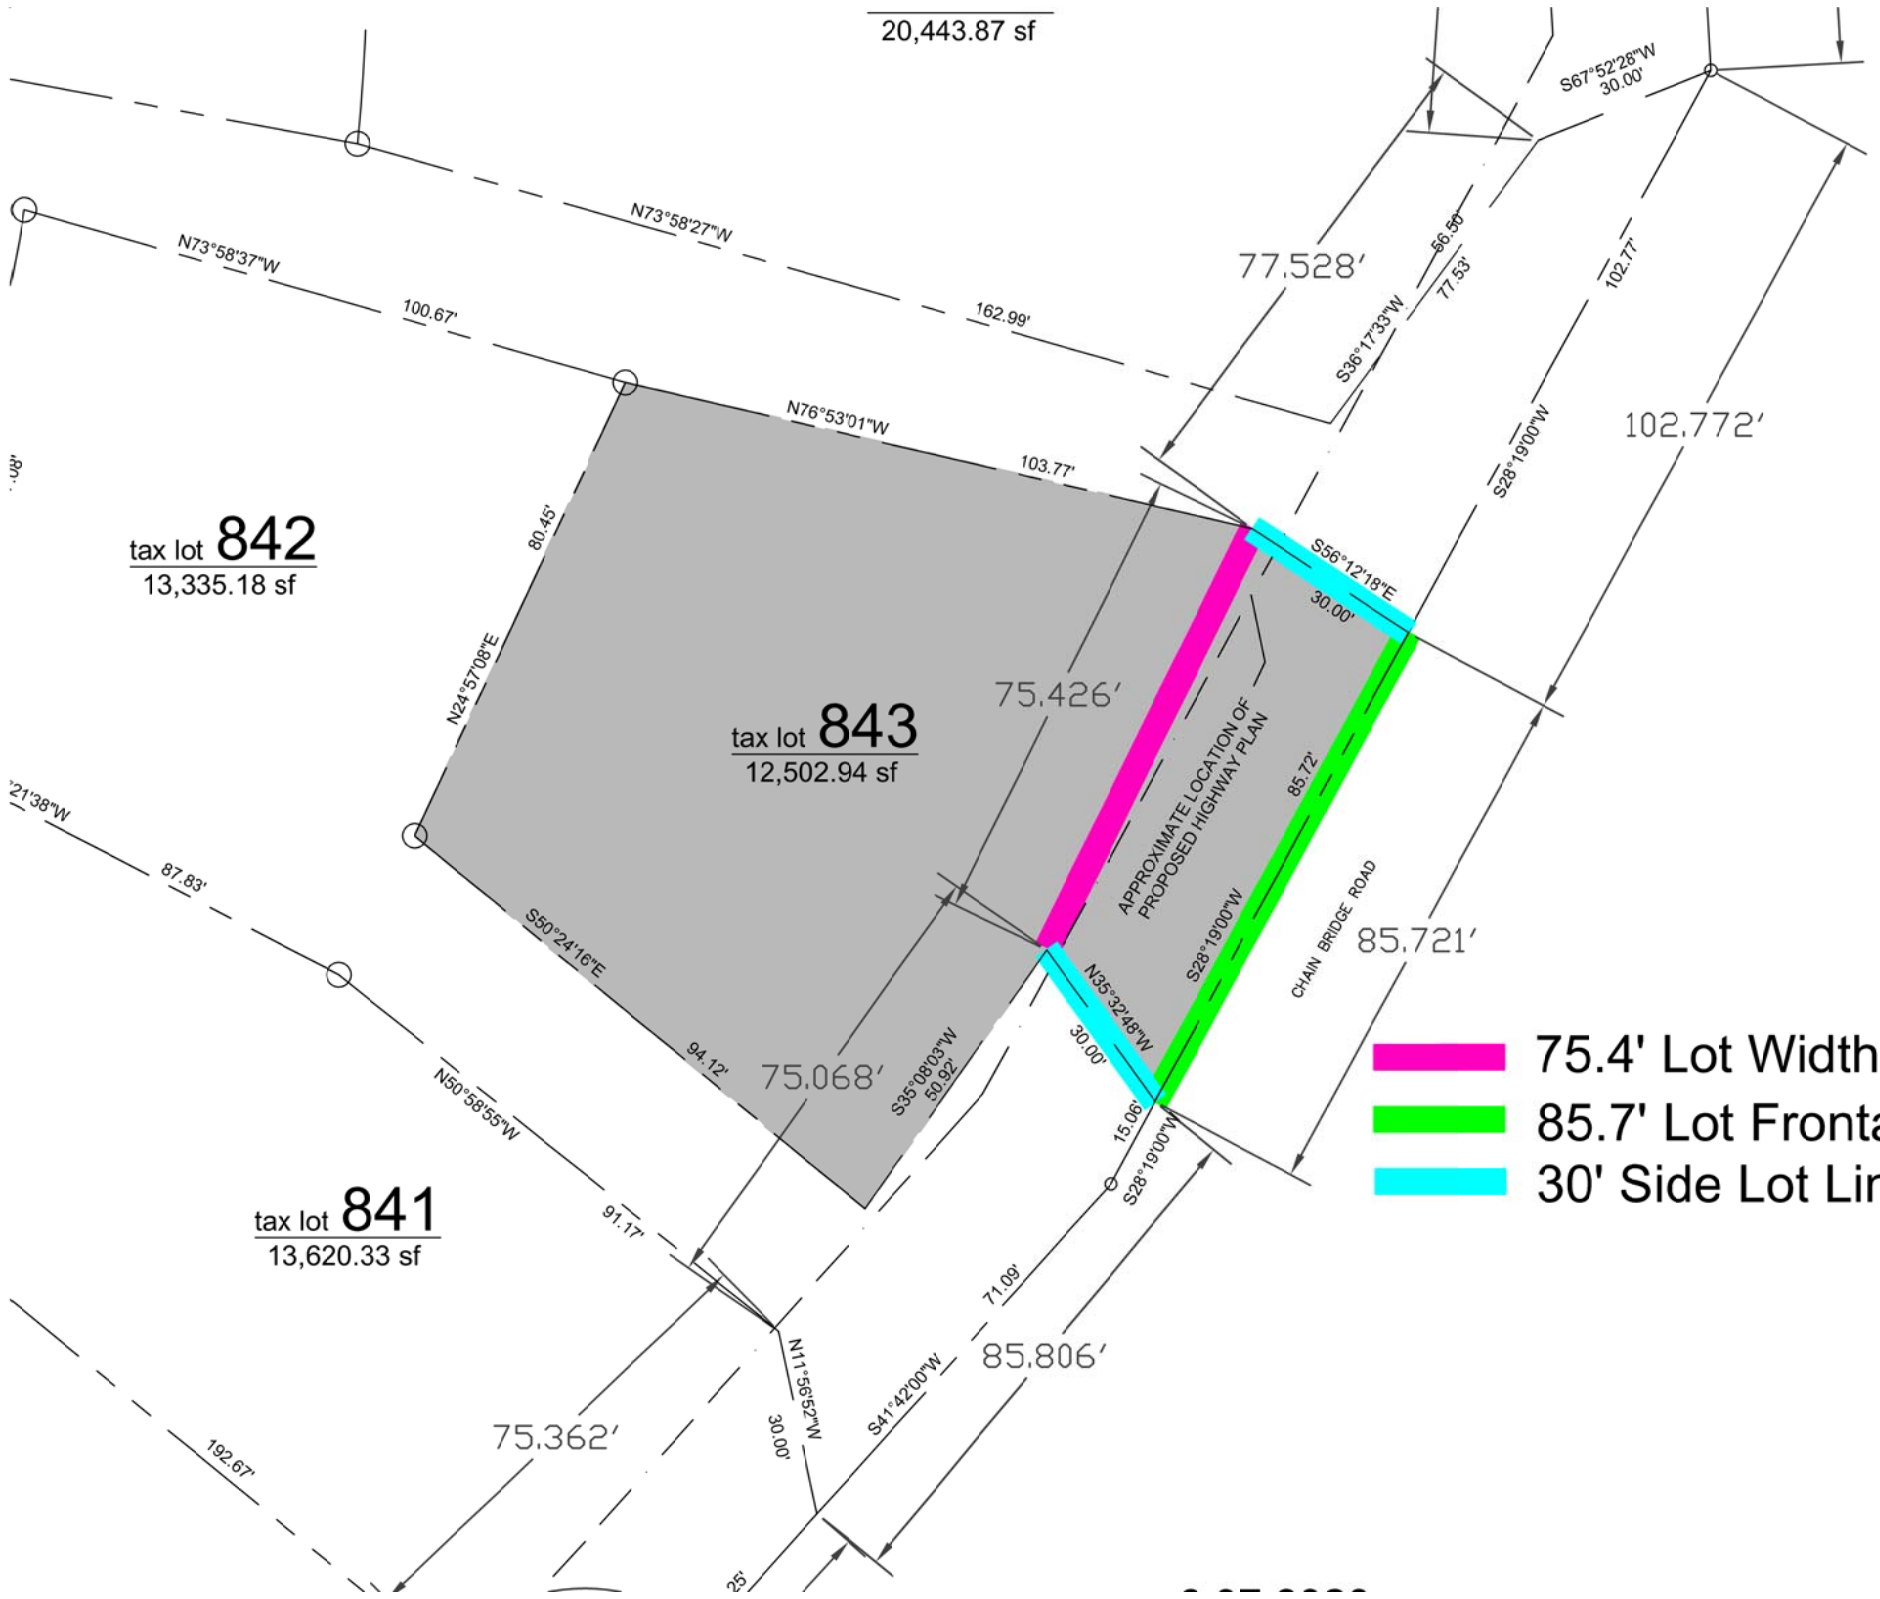 20,443.87 sf
S67°52'28"W
30.00'
N73°58'27"W
162.99'
N73°58'37"W
100.67'
77.528'
56.50'
77.53'
S36°17'33"W
102.77'
S28°19'00"W
102.772'
N76°53'01"W
103.77'
80.45'
N24°57'08"E
tax lot 842
13,335.18 sf
S56°12'18"E
30.00'
75.426'
tax lot 843
12,502.94 sf
APPROXIMATE LOCATION OF
PROPOSED HIGHWAY PLAN
85.72'
S28°19'00"W
CHAIN BRIDGE ROAD
85.721'
°21'38"W
87.83'
S50°24'16"E
94.12'
N35°32'48"W
30.00'
75.068'
S35°08'03"W
50.92'
75.4' Lot Width
85.7' Lot Fronta
30' Side Lot Lin
15.06'
S28°19'00"W
N50°58'55"W
91.17'
tax lot 841
13,620.33 sf
71.09'
S41°42'00"W
85.806'
N11°56'52"W
30.00'
75.362'
192.67'
25'